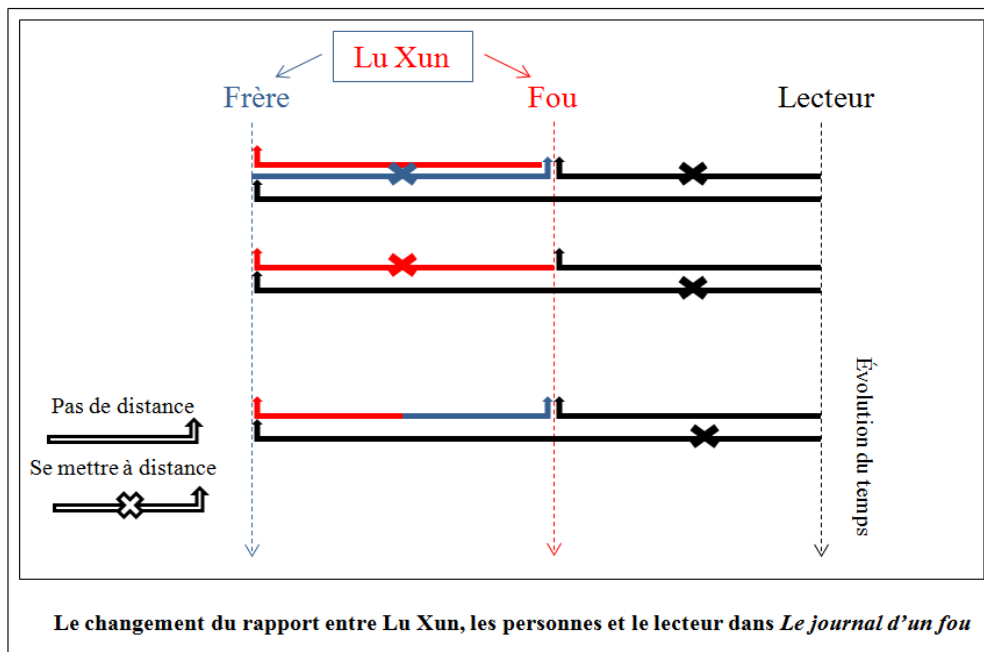 Lu Xun
Frère
Fou
Lecteur
Pas de distance
Se mettre à distance
Évolution du temps
Le changement du rapport entre Lu Xun, les personnes et le lecteur dans Le journal d'un fou